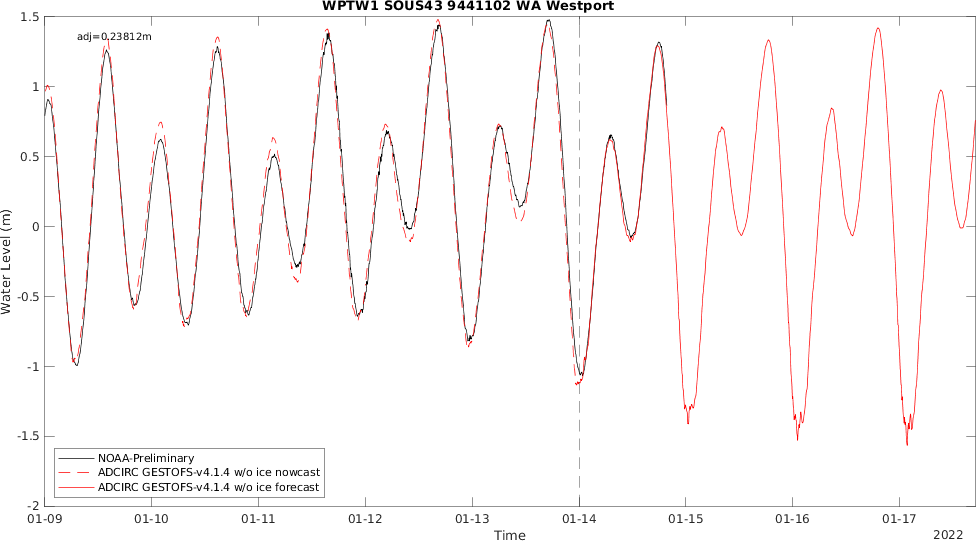 WPTW1 SOUS43 9441102 WA Westport
adj=0.23812m
1.5
1
0.5
0
-0.5
-1
-1.5
-2
Water Level (m)
NOAA-Preliminary
ADCIRC GESTOFS-v4.1.4 w/o ice nowcast
ADCIRC GESTOFS-v4.1.4 w/o ice forecast
01-09 01-10 01-11 01-12 01-13 01-14 01-15 01-16 01-17
Time
2022